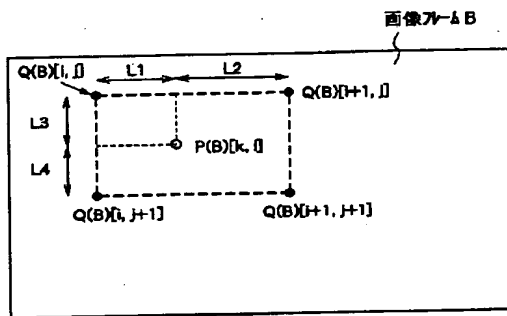 画像フレームB
Q(B)[i, j]
L1
L2
Q(B)[i+1, j]
L3
P(B)[k, l]
L4
Q(B)[i, j+1]
Q(B)[i+1, j+1]